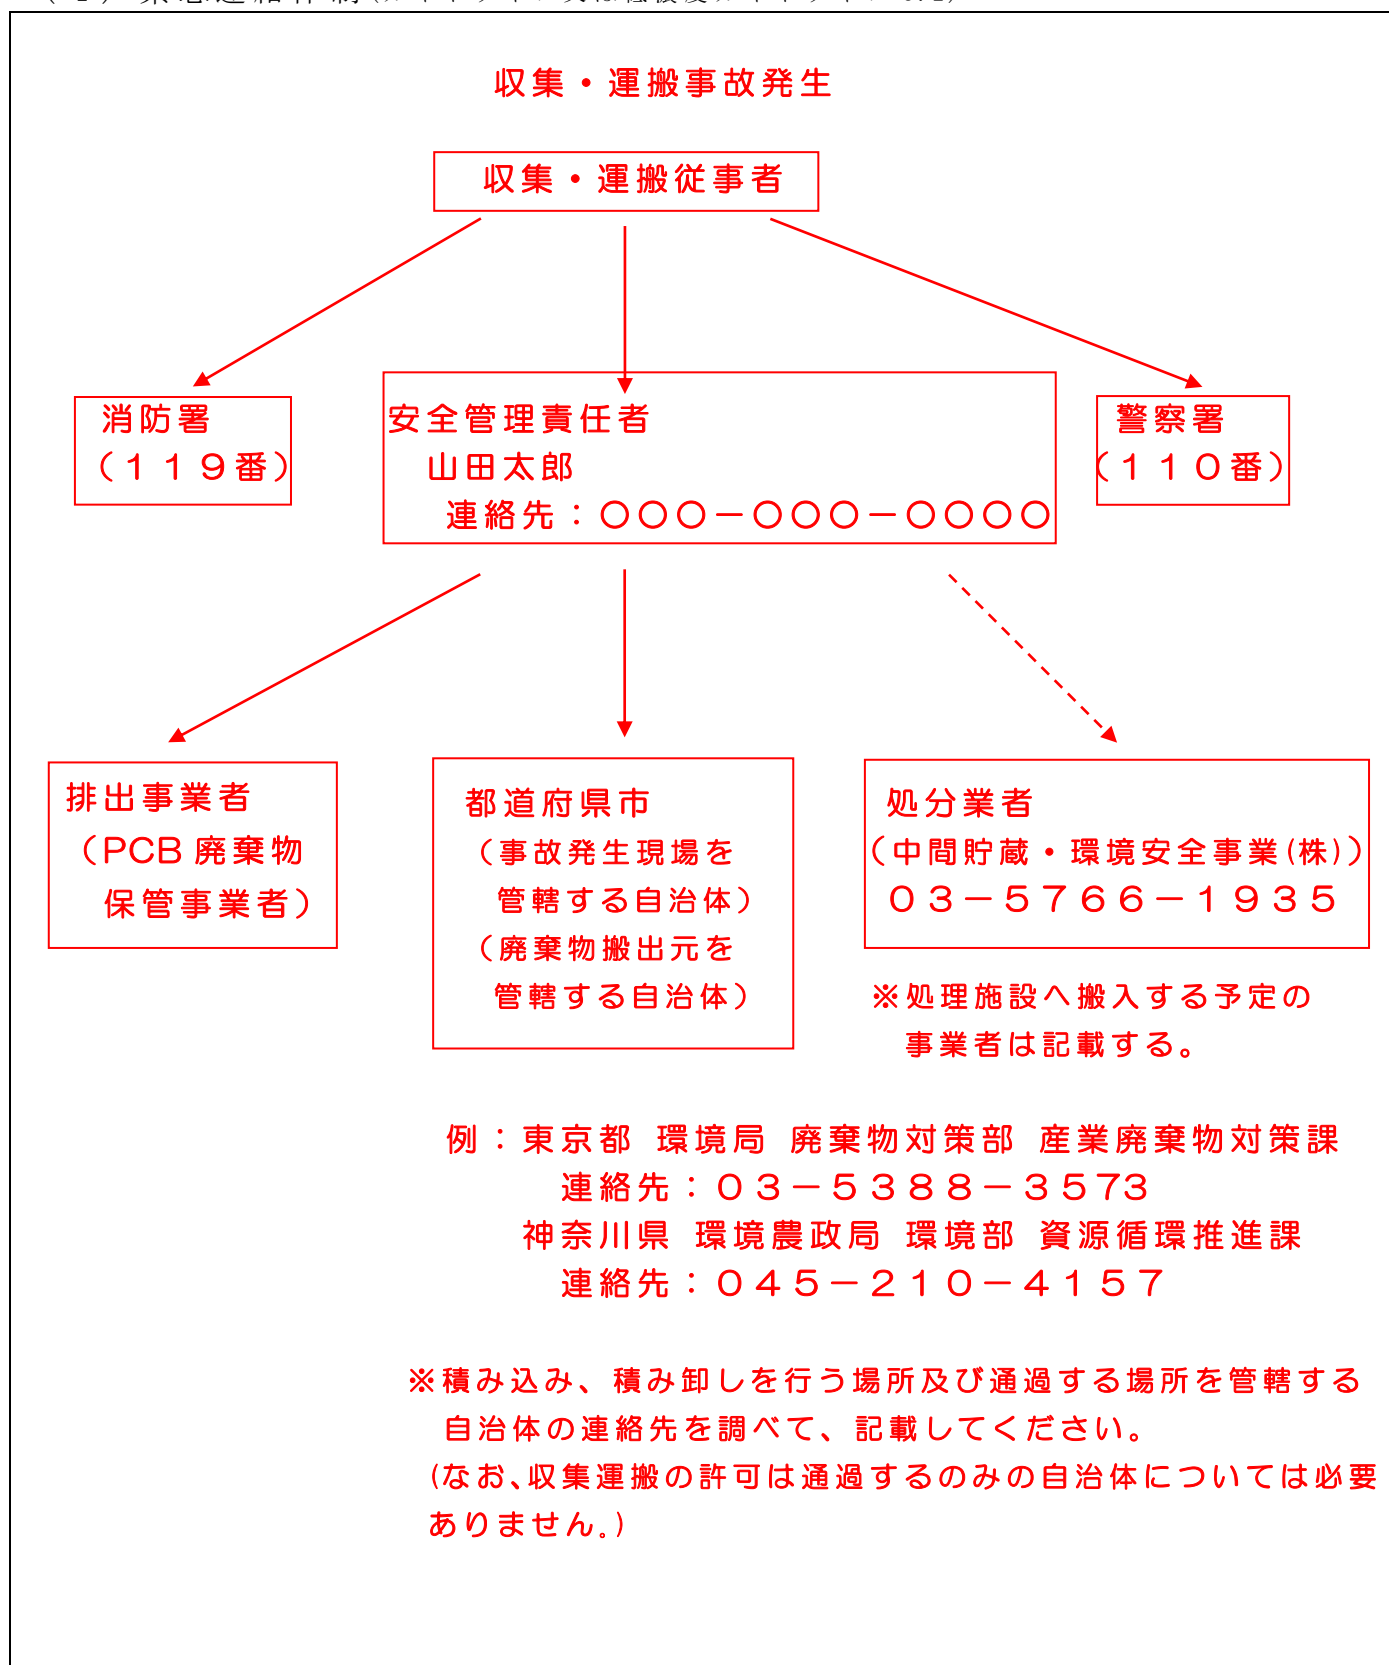 収集・運搬事故発生
収集・運搬従事者
消防署
（１１９番）
安全管理責任者
山田太郎
連絡先：〇〇〇－〇〇〇－〇〇〇〇
警察署
（１１０番）
排出事業者
（PCB 廃棄物
保管事業者）
都道府県市
（事故発生現場を
管轄する自治体）
（廃棄物搬出元を
管轄する自治体）
処分業者
（中間貯蔵・環境安全事業(株)）
０３－５７６６－１９３５
※処理施設へ搬入する予定の
事業者は記載する。
例：東京都 環境局 廃棄物対策部 産業廃棄物対策課
連絡先：０３－５３８８－３５７３
神奈川県 環境農政局 環境部 資源循環推進課
連絡先：０４５－２１０－４１５７
※積み込み、積み卸しを行う場所及び通過する場所を管轄する
自治体の連絡先を調べて、記載してください。
(なお、収集運搬の許可は通過するのみの自治体については必要
ありません。)